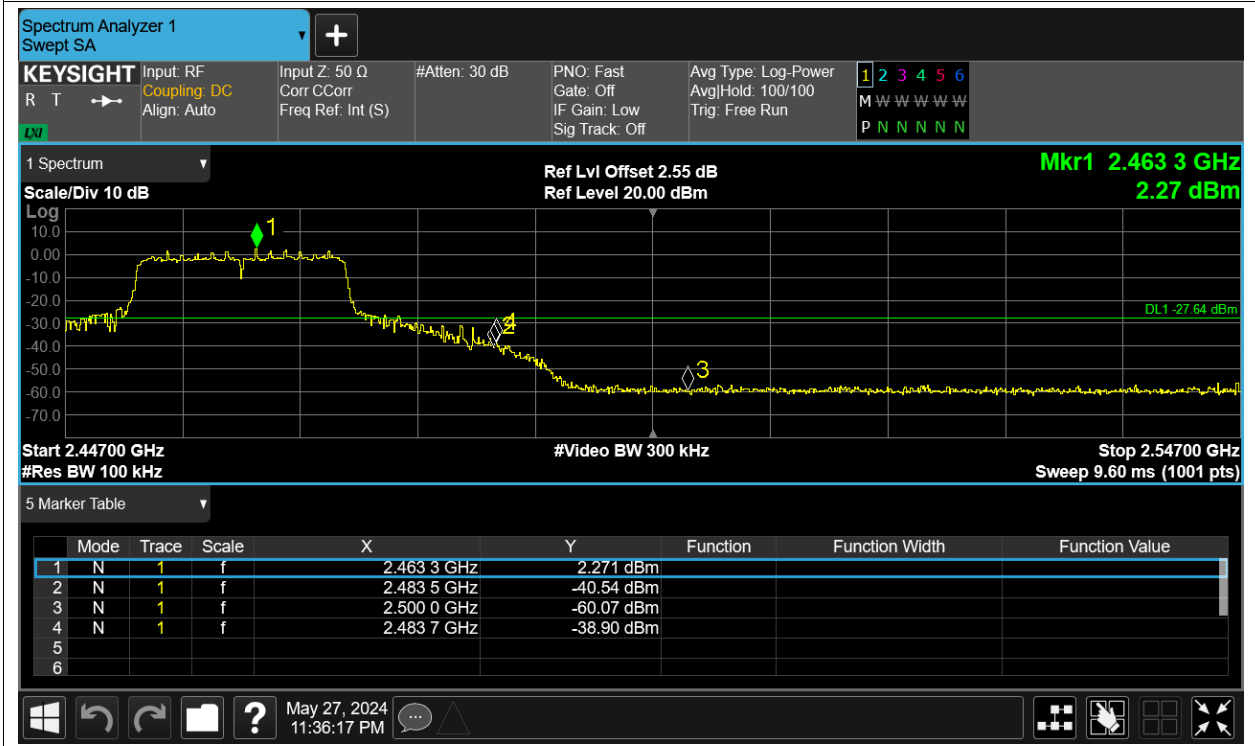 Spectrum Analyzer 1
Swept SA
KEYSIGHT
R T
LXI
Input: RF
Coupling: DC
Align: Auto
Input Z: 50 Ω
Corr CCorr
Freq Ref: Int (S)
#Atten: 30 dB
PNO: Fast
Gate: Off
IF Gain: Low
Sig Track: Off
Avg Type: Log-Power
Avg|Hold: 100/100
Trig: Free Run
1 2 3 4 5 6
M W W W W W
P N N N N N
1 Spectrum
Scale/Div 10 dB
Ref Lvl Offset 2.55 dB
Ref Level 20.00 dBm
Mkr1 2.463 3 GHz
2.27 dBm
Log
10.0
0.00
-10.0
-20.0
-30.0
-40.0
-50.0
-60.0
-70.0
1
2
3
DL1 -27.64 dBm
Start 2.44700 GHz
#Video BW 300 kHz
Stop 2.54700 GHz
#Res BW 100 kHz
Sweep 9.60 ms (1001 pts)
5 Marker Table
Mode Trace Scale X Y Function Function Width Function Value
1 N 1 f 2.463 3 GHz 2.271 dBm
2 N 1 f 2.483 5 GHz -40.54 dBm
3 N 1 f 2.500 0 GHz -60.07 dBm
4 N 1 f 2.483 7 GHz -38.90 dBm
5
6
?
May 27, 2024
11:36:17 PM